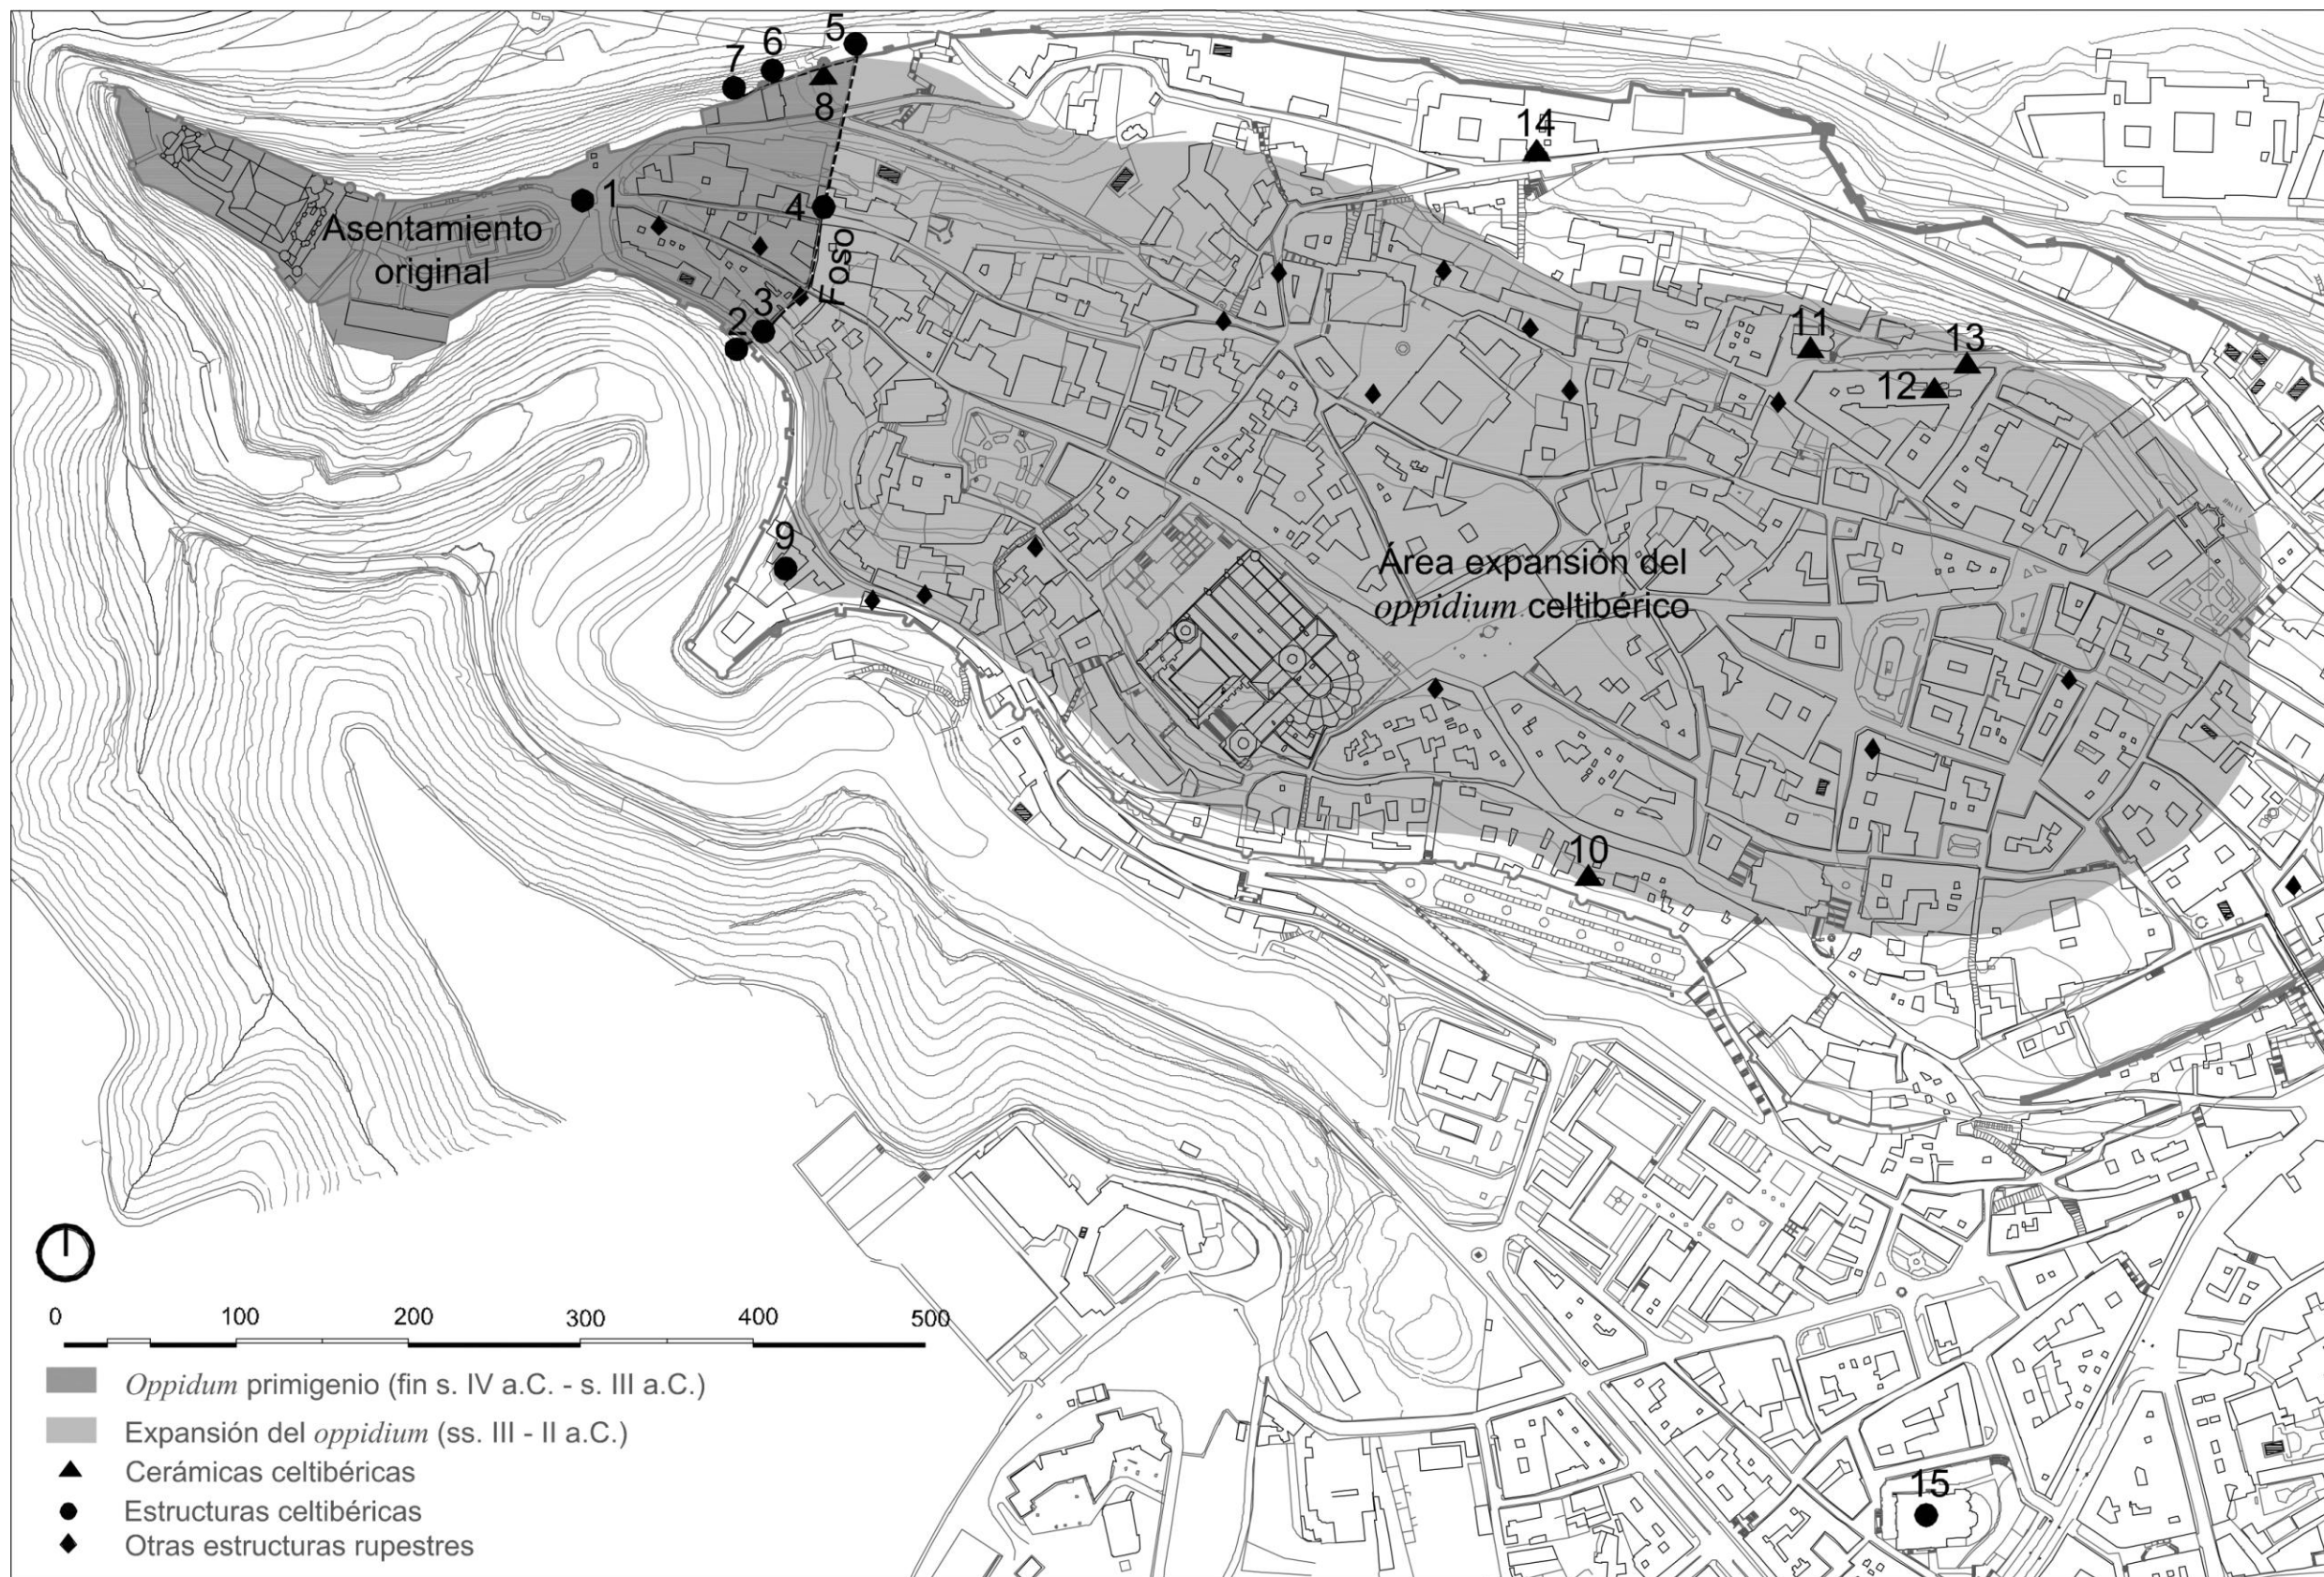 5
6
7
8
14
1
4
Asentamiento
original
Foso
3
2
11
13
12
9
Área expansión del
oppidium celtibérico
10
0 100 200 300 400 500
Oppidum primigenio (fin s. IV a.C. - s. III a.C.)
Expansión del oppidium (ss. III - II a.C.)
Cerámicas celtibéricas
Estructuras celtibéricas
Otras estructuras rupestres
15